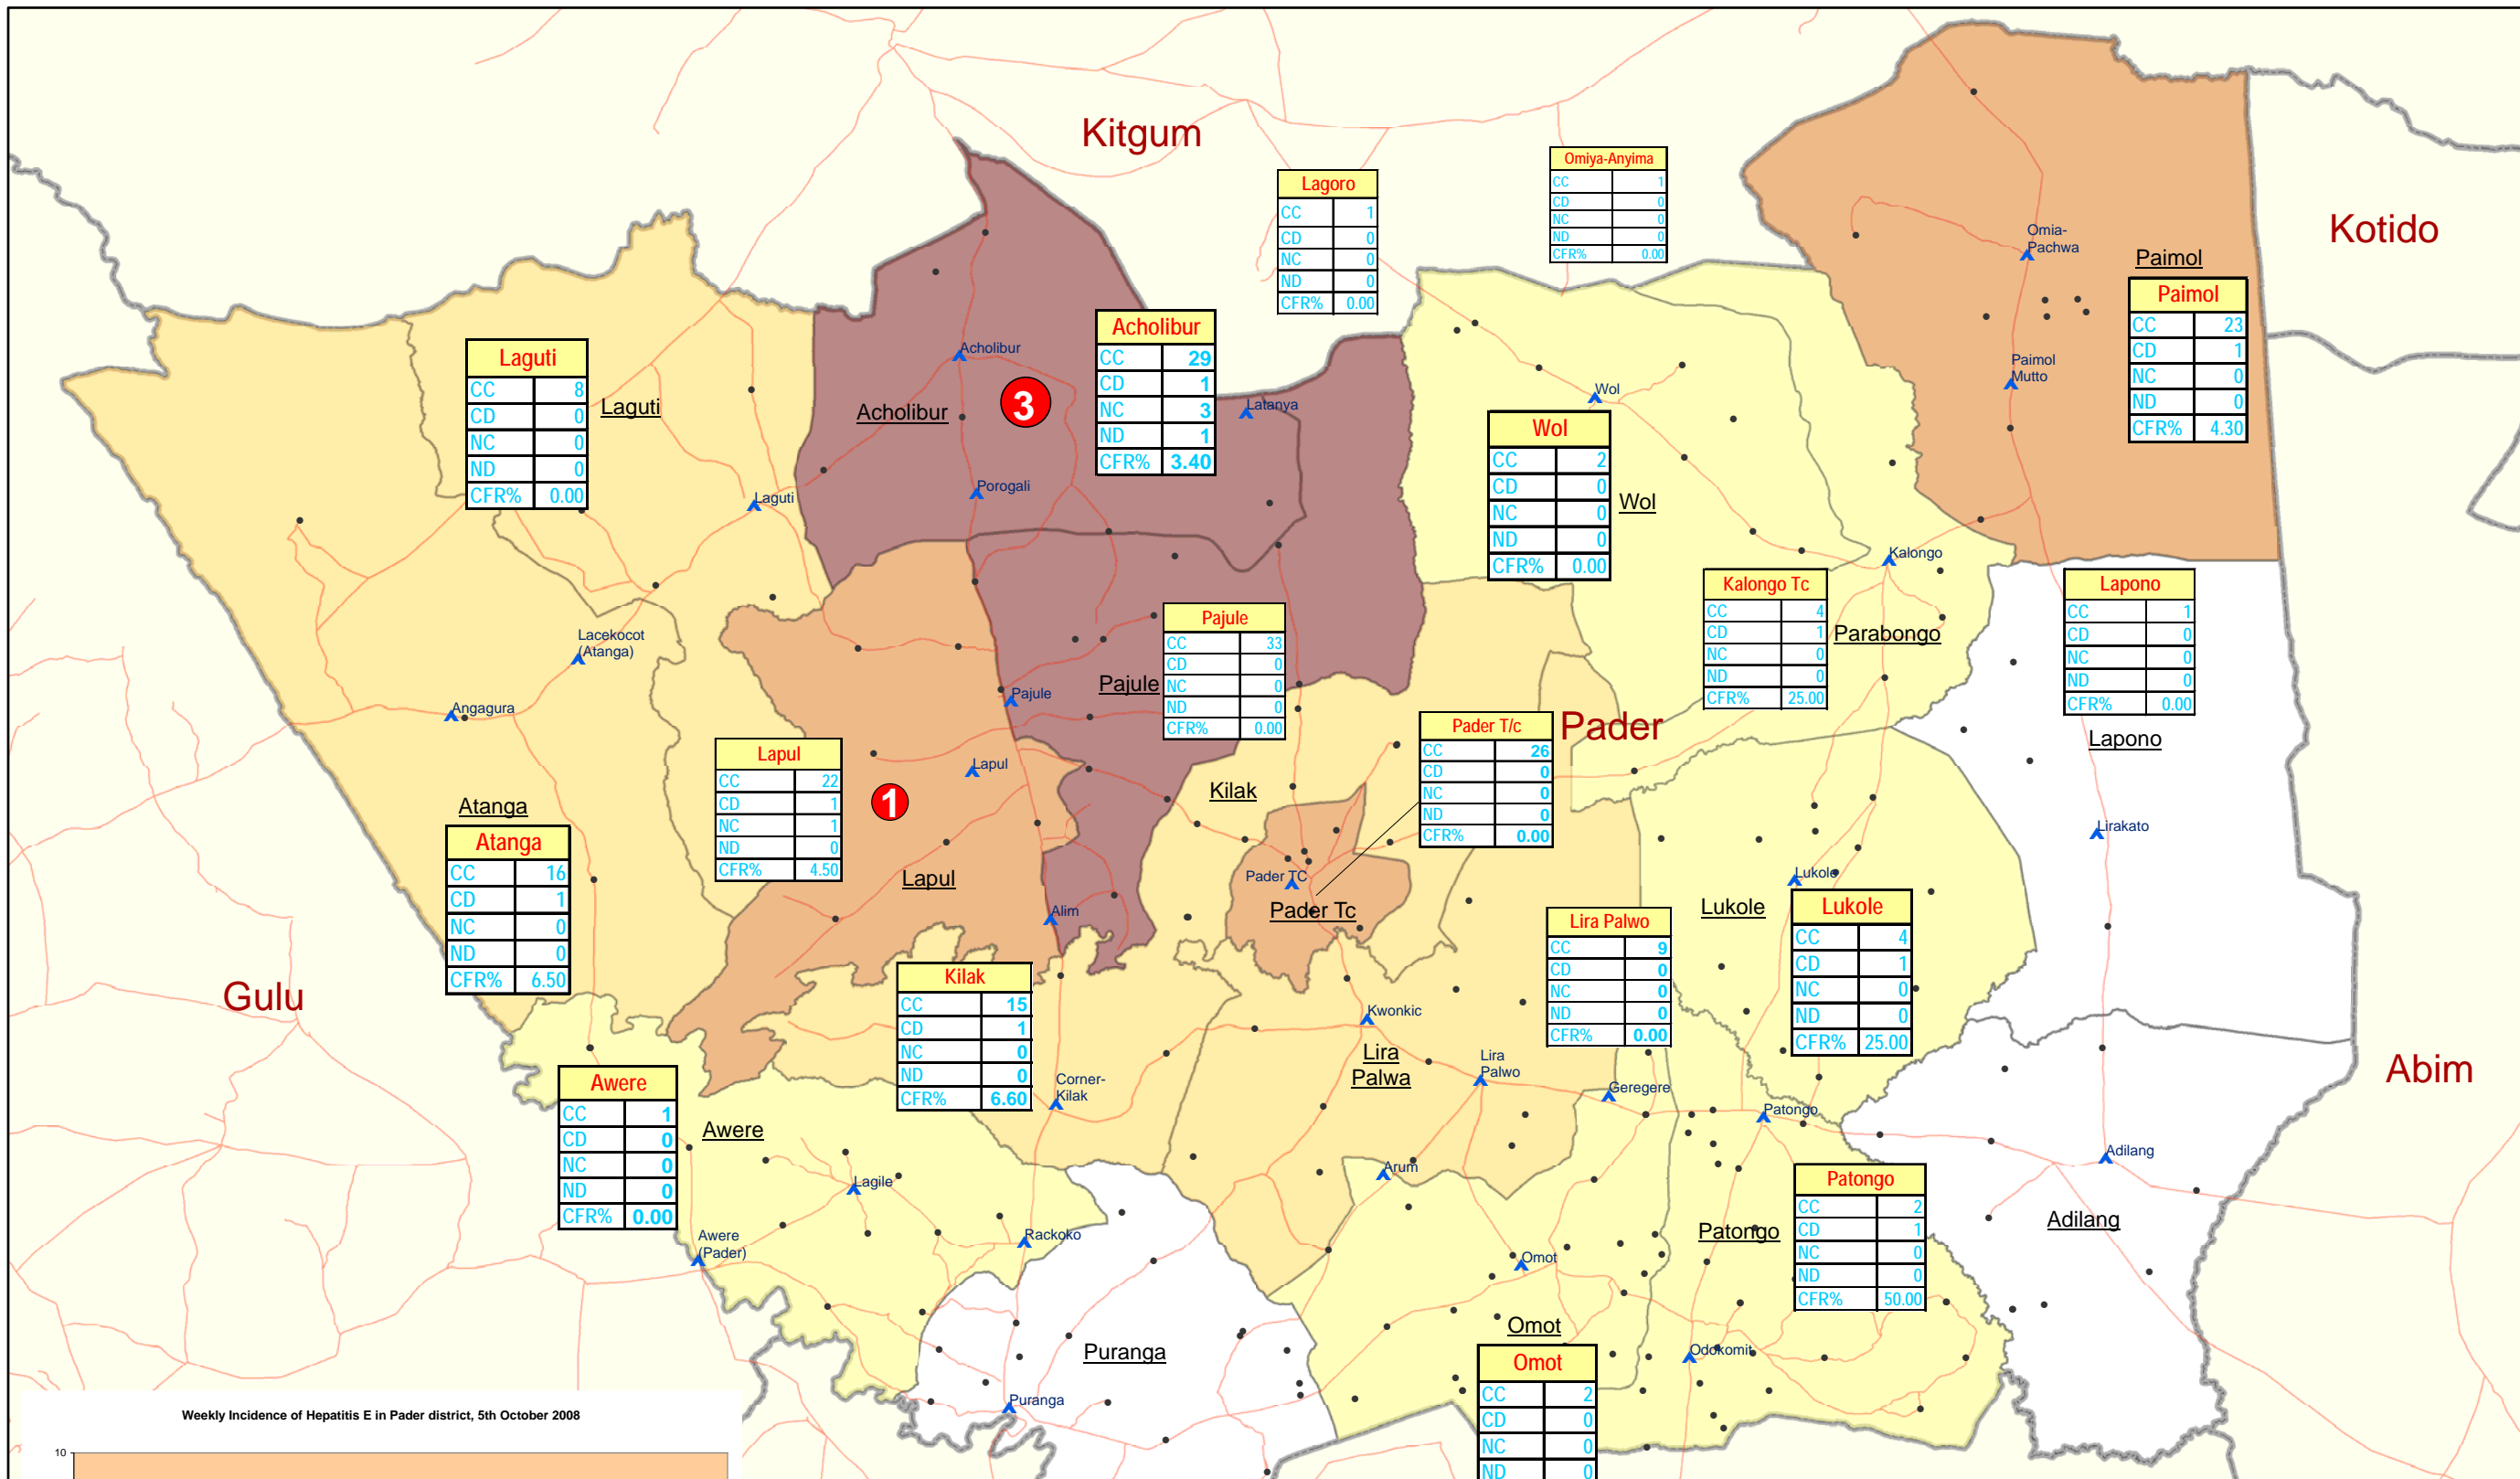 Kitgum
Kotido
Gulu
Pader
Abim
Lagoro
CC 1
CD 0
NC 0
ND 0
CFR% 0.00
Omiya-Anyima
CC 1
CD 0
NC 0
ND 0
CFR% 0.00
Omia-
Pachwa
Paimol
Paimol
CC 23
CD 1
NC 0
ND 0
CFR% 4.30
Paimol
Mutto
Laguti
CC 8
CD 0
NC 0
ND 0
CFR% 0.00
Laguti
Laguti
Acholibur
Acholibur
3
Acholibur
CC 29
CD 1
NC 3
ND 1
CFR% 3.40
Latanya
Porogali
Wol
Wol
CC 2
CD 0
NC 0
ND 0
CFR% 0.00
Wol
Kalongo
Kalongo Tc
CC 4
CD 1
NC 0
ND 0
CFR% 25.00
Parabongo
Lapono
CC 1
CD 0
NC 0
ND 0
CFR% 0.00
Lapono
Lirakato
Lacekocot
(Atanga)
Angagura
Pajule
CC 33
CD 0
NC 0
ND 0
CFR% 0.00
Pajule
Pajule
Lapul
CC 22
CD 1
NC 1
ND 0
CFR% 4.50
Lapul
1
Lapul
Pader T/c
CC 26
CD 0
NC 0
ND 0
CFR% 0.00
Kilak
Pader TC
Pader Tc
Atanga
Atanga
CC 16
CD 1
NC 0
ND 0
CFR% 6.50
Alim
Kilak
CC 15
CD 1
NC 0
ND 0
CFR% 6.60
Corner-
Kilak
Lira Palwo
CC 9
CD 0
NC 0
ND 0
CFR% 0.00
Lukole
Lukole
Lukole
CC 4
CD 1
NC 0
ND 0
CFR% 25.00
Kwonkic
Lira
Palwa
Lira
Palwo
Geregere
Patongo
Arum
Awere
CC 1
CD 0
NC 0
ND 0
CFR% 0.00
Awere
Lagile
Awere
(Pader)
Rackoko
Adilang
Adilang
Patongo
Patongo
CC 2
CD 1
NC 0
ND 0
CFR% 50.00
Omot
Omot
Omot
CC 2
CD 0
NC 0
ND 0
Odokomit
Puranga
Puranga
Weekly Incidence of Hepatitis E in Pader district, 5th October 2008
10